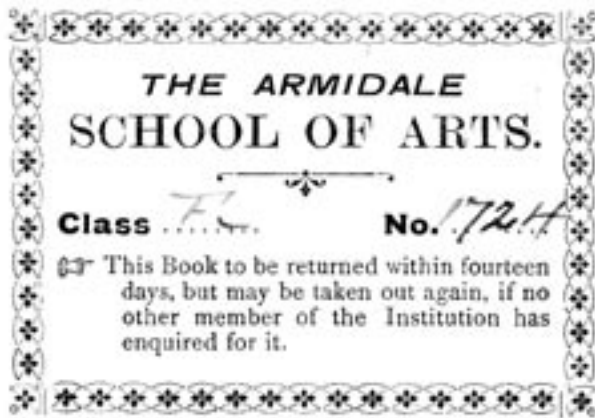 THE ARMIDALE
SCHOOL OF ARTS.
Class No. 1724
This Book to be returned within fourteen
days, but may be taken out again, if no
other member of the Institution has
enquired for it.